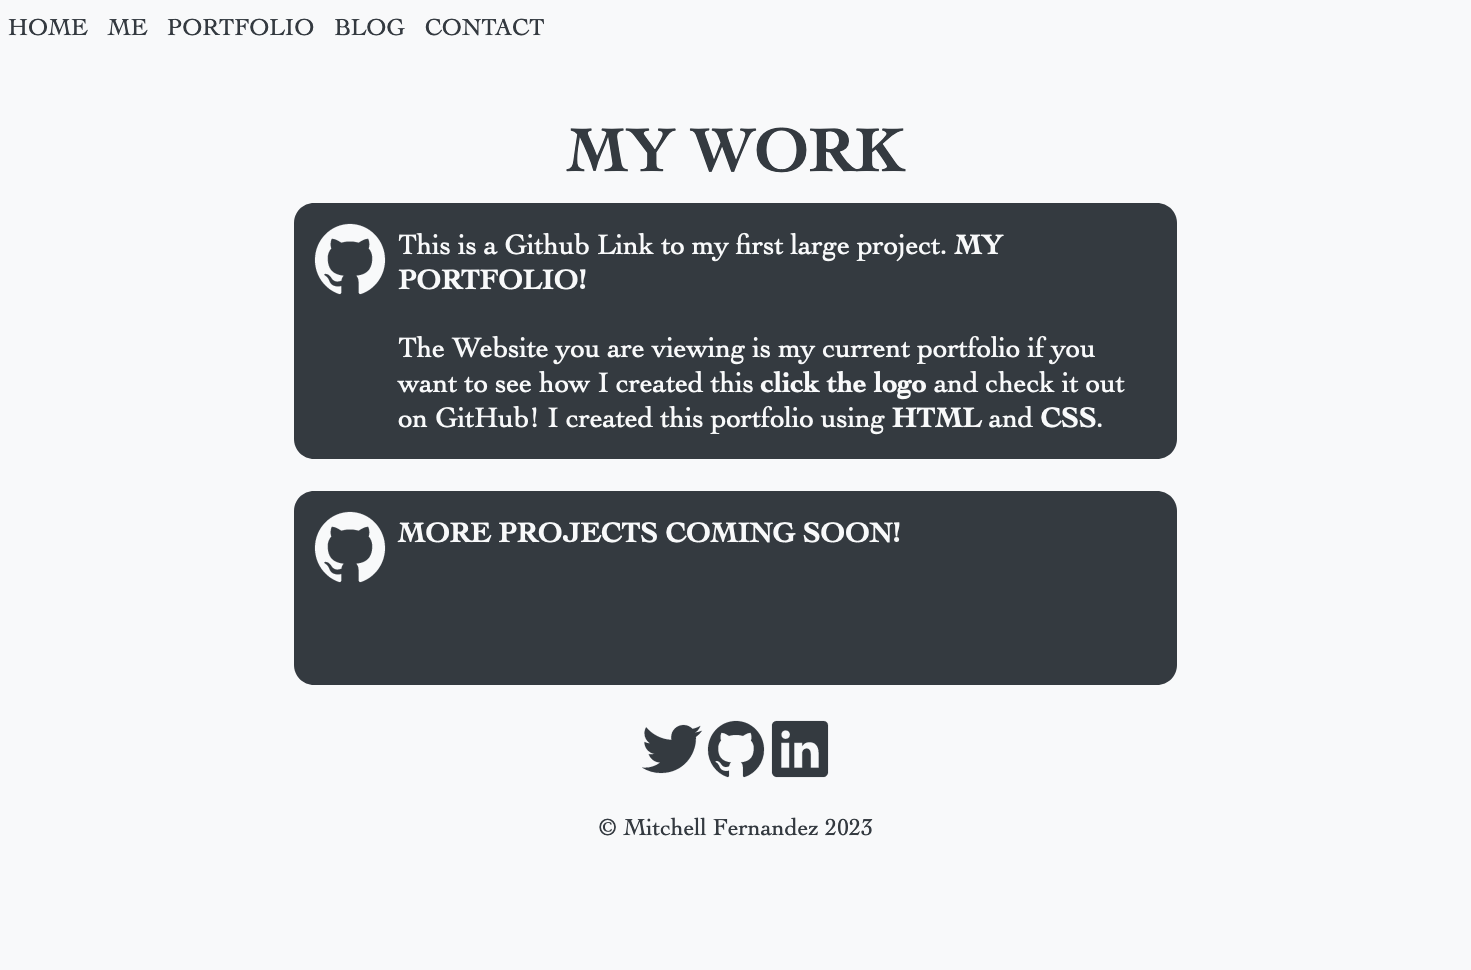 HOME ME PORTFOLIO BLOG CONTACT
MY WORK
This is a Github Link to my first large project. MY
PORTFOLIO!
The Website you are viewing is my current portfolio if you
want to see how I created this click the logo and check it out
on GitHub! I created this portfolio using HTML and CSS.
MORE PROJECTS COMING SOON!
in
© Mitchell Fernandez 2023